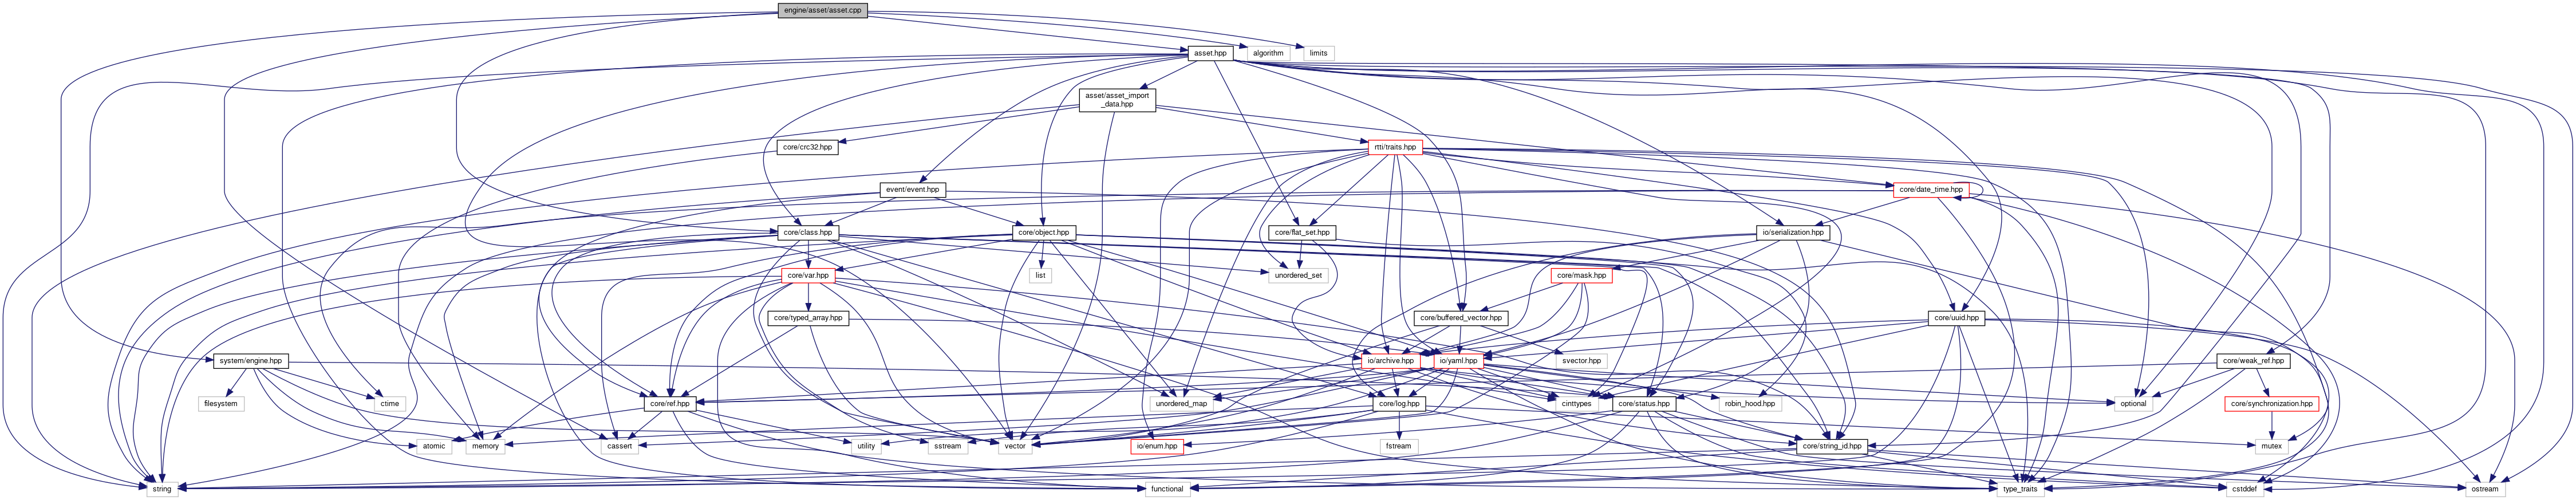 engine/asset/asset.cpp
asset.hpp
algorithm
limits
asset/asset_import
_data.hpp
core/crc32.hpp
rtti/traits.hpp
event/event.hpp
core/date_time.hpp
core/class.hpp
core/object.hpp
core/flat_set.hpp
io/serialization.hpp
core/var.hpp
list
unordered_set
core/mask.hpp
core/typed_array.hpp
core/buffered_vector.hpp
core/uuid.hpp
system/engine.hpp
io/archive.hpp
io/yaml.hpp
svector.hpp
core/weak_ref.hpp
filesystem
ctime
core/ref.hpp
unordered_map
core/log.hpp
cinttypes
core/status.hpp
robin_hood.hpp
optional
core/synchronization.hpp
atomic
memory
cassert
utility
sstream
vector
io/enum.hpp
fstream
core/string_id.hpp
mutex
string
functional
type_traits
cstddef
ostream